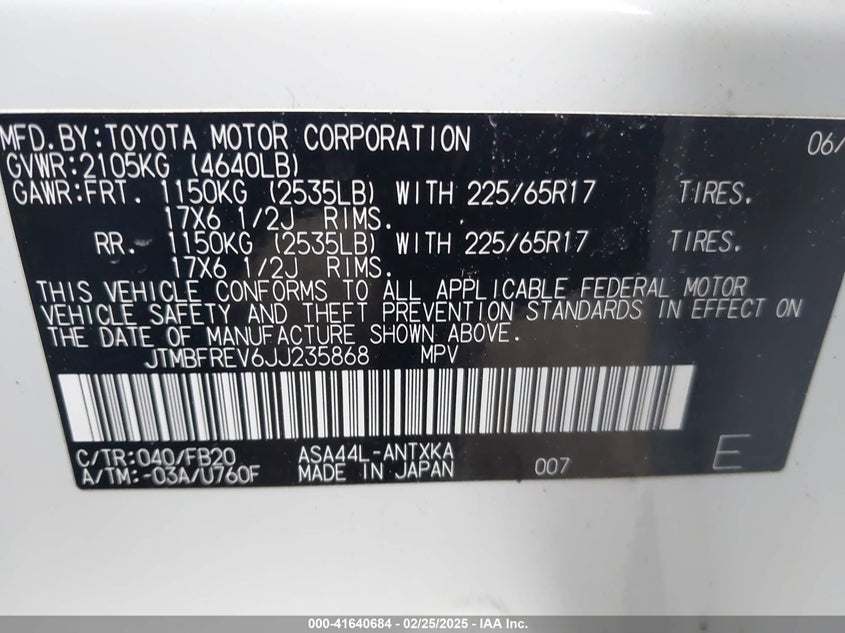 MFD.BY:TOYOTA MOTOR CORPORATION 06/
GVWR:2105KG (4640LB)
GAWR:FRT. 1150KG (2535LB) WITH 225/65R17 TIRES.
17X6 1/2J RIMS.
RR. 1150KG (2535LB) WITH 225/65R17 TIRES.
17X6 1/2J RIMS.
THIS VEHICLE CONFORMS TO ALL APPLICABLE FEDERAL MOTOR
VEHICLE SAFETY AND THEFT PREVENTION STANDARDS IN EFFECT ON
THE DATE OF MANUFACTURE SHOWN ABOVE.
JTMBFREV6JJ235868 MPV
C/TR:040/FB20 ASA44L-ANTXKA
A/TM:-03A/U760F MADE IN JAPAN 007 E
000-41640684 - 02/25/2025 - IAA Inc.